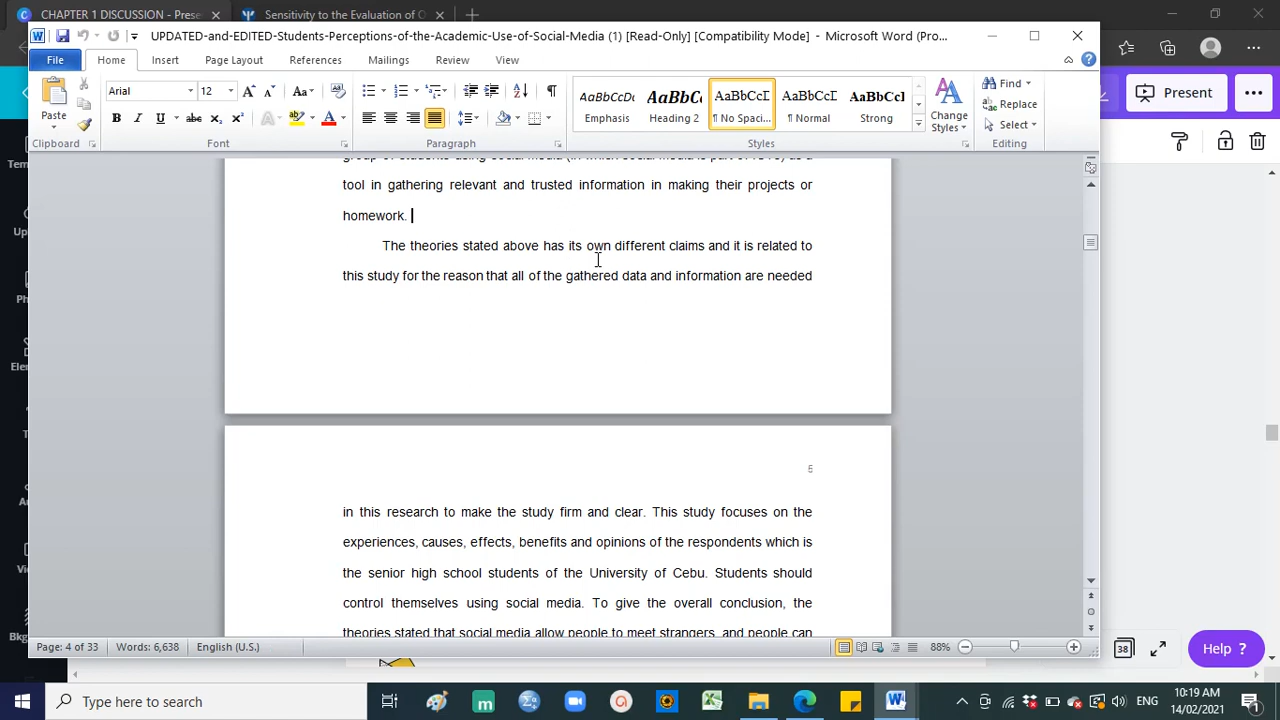 CHAPTER 1 DISCUSSION - Prese
Sensitivity to the Evaluation of O
UPDATED-and-EDITED-Students-Perceptions-of-the-Academic-Use-of-Social-Media (1) [Read-Only] [Compatibility Mode] - Microsoft Word (Pro...
File Home Insert Page Layout References Mailings Review View
Present
Paste
Arial 12
AaBbCcDc AaBbC AaBbCcI AaBbCcI AaBbCcI
Emphasis Heading 2 ¶ No Spaci... ¶ Normal Strong
Change Styles
Find
Replace
Select
Clipboard Font Paragraph Styles Editing
group of students using social media (in which social media is part of
tool in gathering relevant and trusted information in making their projects or
homework.
The theories stated above has its own different claims and it is related to
this study for the reason that all of the gathered data and information are needed
5
in this research to make the study firm and clear. This study focuses on the
experiences, causes, effects, benefits and opinions of the respondents which is
the senior high school students of the University of Cebu. Students should
control themselves using social media. To give the overall conclusion, the
theories stated that social media allow people to meet strangers, and people can
Page: 4 of 33 Words: 6,638 English (U.S.) 88%
38 Help ?
Type here to search
ENG
10:19 AM
14/02/2021